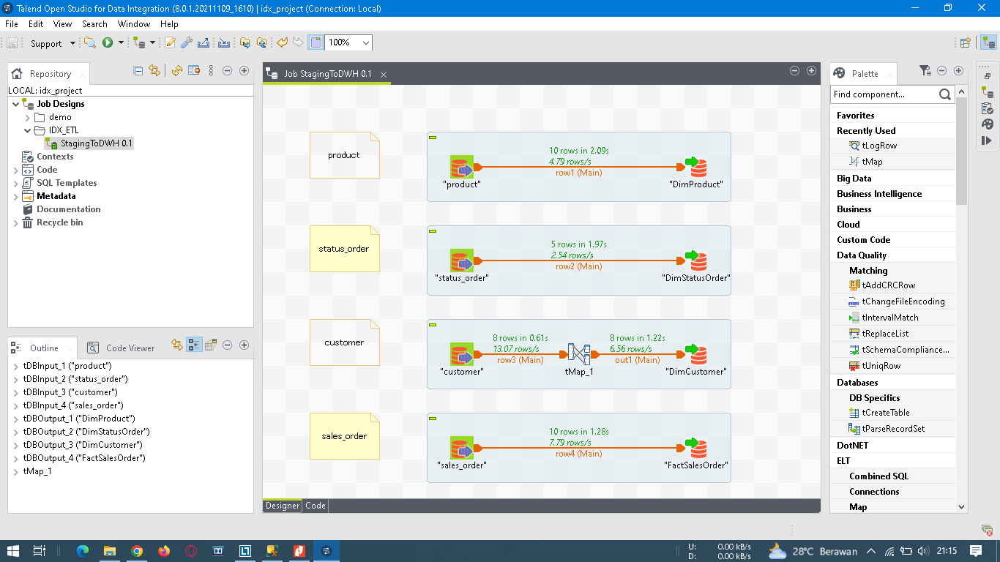 Talend Open Studio for Data Integration (8.0.1.20211109_1610) | idx_project (Connection: Local)
File Edit View Search Window Help
Support 100%
Repository
LOCAL: idx_project
Job Designs
demo
IDX_ETL
StagingToDWH 0.1
Contexts
Code
SQL Templates
Metadata
Documentation
Recycle bin
Outline Code Viewer
tDBInput_1 ("product")
tDBInput_2 ("status_order")
tDBInput_3 ("customer")
tDBInput_4 ("sales_order")
tDBOutput_1 ("DimProduct")
tDBOutput_2 ("DimStatusOrder")
tDBOutput_3 ("DimCustomer")
tDBOutput_4 ("FactSalesOrder")
tMap_1
Job StagingToDWH 0.1
product
10 rows in 2.09s
4.79 rows/s
row1 (Main)
"product" "DimProduct"
status_order
5 rows in 1.97s
2.54 rows/s
row2 (Main)
"status_order" "DimStatusOrder"
customer
8 rows in 0.61s 8 rows in 1.22s
13.07 rows/s 6.56 rows/s
row3 (Main) out1 (Main)
"customer" tMap_1 "DimCustomer"
sales_order
10 rows in 1.28s
7.79 rows/s
row4 (Main)
"sales_order" "FactSalesOrder"
Designer Code
Palette
Find component...
Favorites
Recently Used
tLogRow
tMap
Big Data
Business Intelligence
Business
Cloud
Custom Code
Data Quality
Matching
tAddCRCRow
tChangeFileEncoding
tIntervalMatch
tReplaceList
tSchemaCompliance...
tUniqRow
Databases
DB Specifics
tCreateTable
tParseRecordSet
DotNET
ELT
Combined SQL
Connections
Map
U: 0.00 kB/s
D: 0.00 kB/s
28°C Berawan
21:15